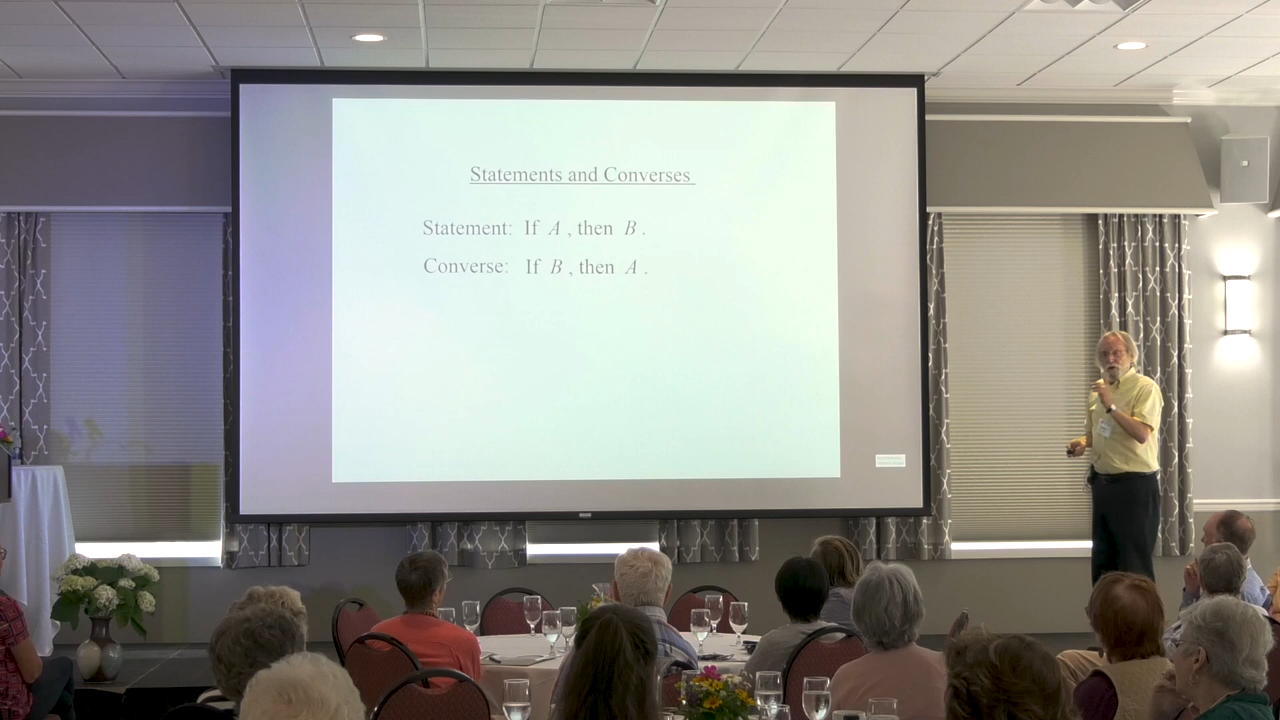 Statements and Converses
Statement: If A , then B .
Converse: If B , then A .